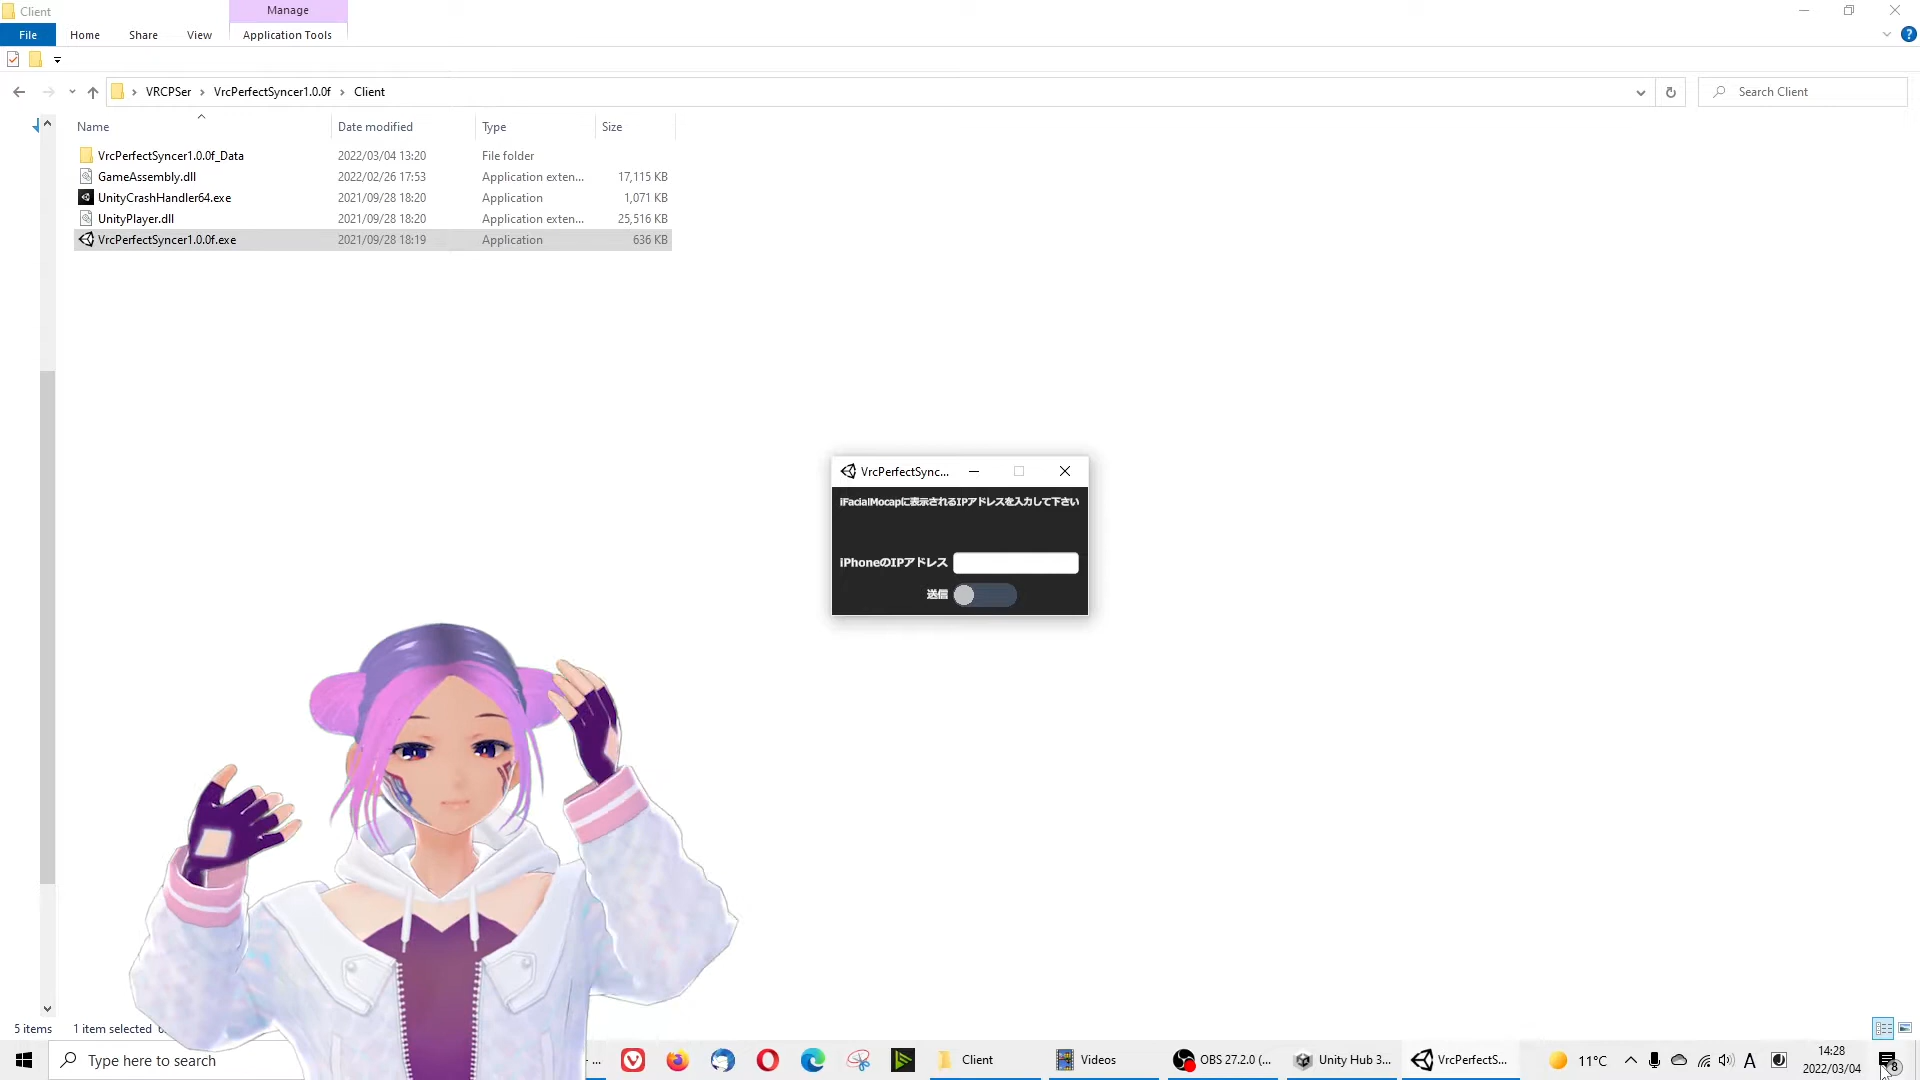 Client
Manage
File Home Share View Application Tools
VRCPSer › VrcPerfectSyncer1.0.0f › Client
Search Client
Name Date modified Type Size
VrcPerfectSyncer1.0.0f_Data 2022/03/04 13:20 File folder
GameAssembly.dll 2022/02/26 17:53 Application exten... 17,115 KB
UnityCrashHandler64.exe 2021/09/28 18:20 Application 1,071 KB
UnityPlayer.dll 2021/09/28 18:20 Application exten... 25,516 KB
VrcPerfectSyncer1.0.0f.exe 2021/09/28 18:19 Application 636 KB
VrcPerfectSync...
iFacialMocapに表示されるIPアドレスを入力して下さい
iPhoneのIPアドレス
送信
5 items 1 item selected
Type here to search
... Client Videos OBS 27.2.0 (... Unity Hub 3... VrcPerfectS... 11°C A 14:28
2022/03/04 8